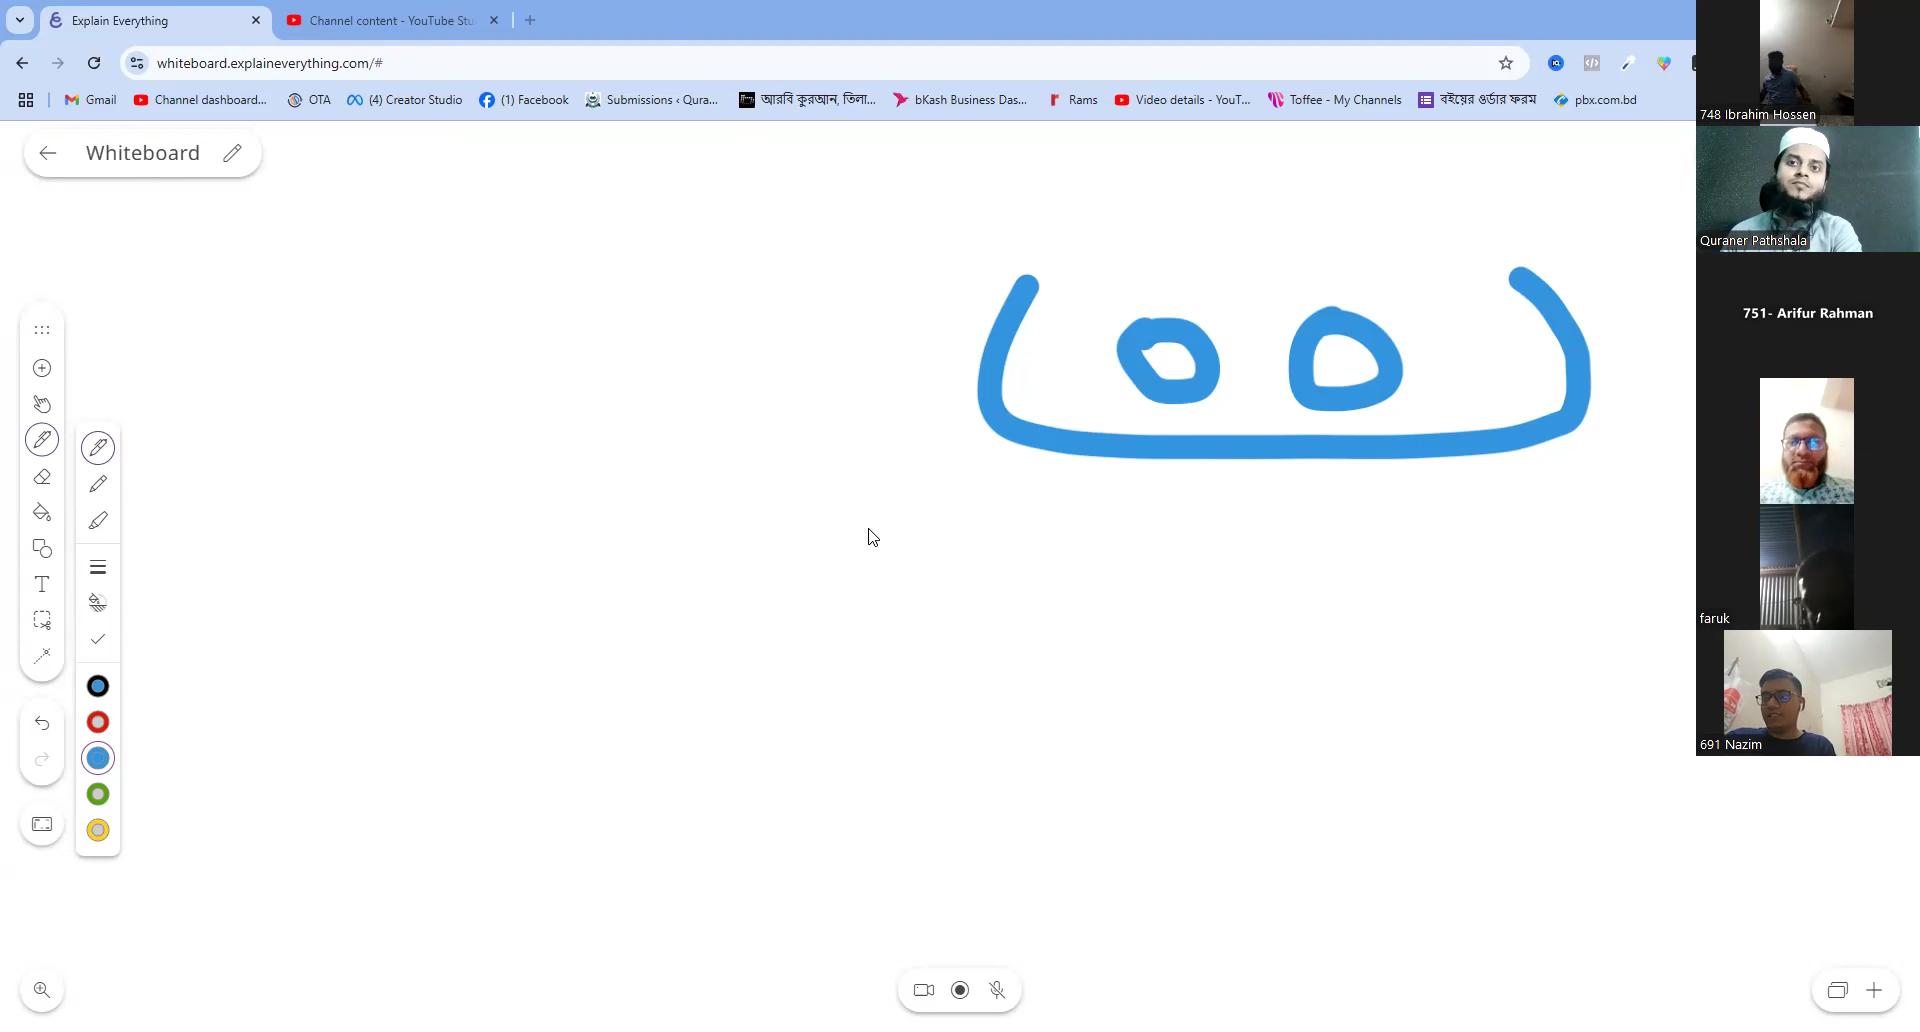 Explain Everything
Channel content - YouTube Stu
whiteboard.explaineverything.com/#
Gmail
Channel dashboard...
OTA
(4) Creator Studio
(1) Facebook
Submissions ‹ Qura...
আরবি কুরআন, তিলা...
bKash Business Das...
Rams
Video details - YouT...
Toffee - My Channels
বইয়ের ওর্ডার ফরম
pbx.com.bd
Whiteboard
748 Ibrahim Hossen
Quraner Pathshala
751- Arifur Rahman
faruk
691 Nazim